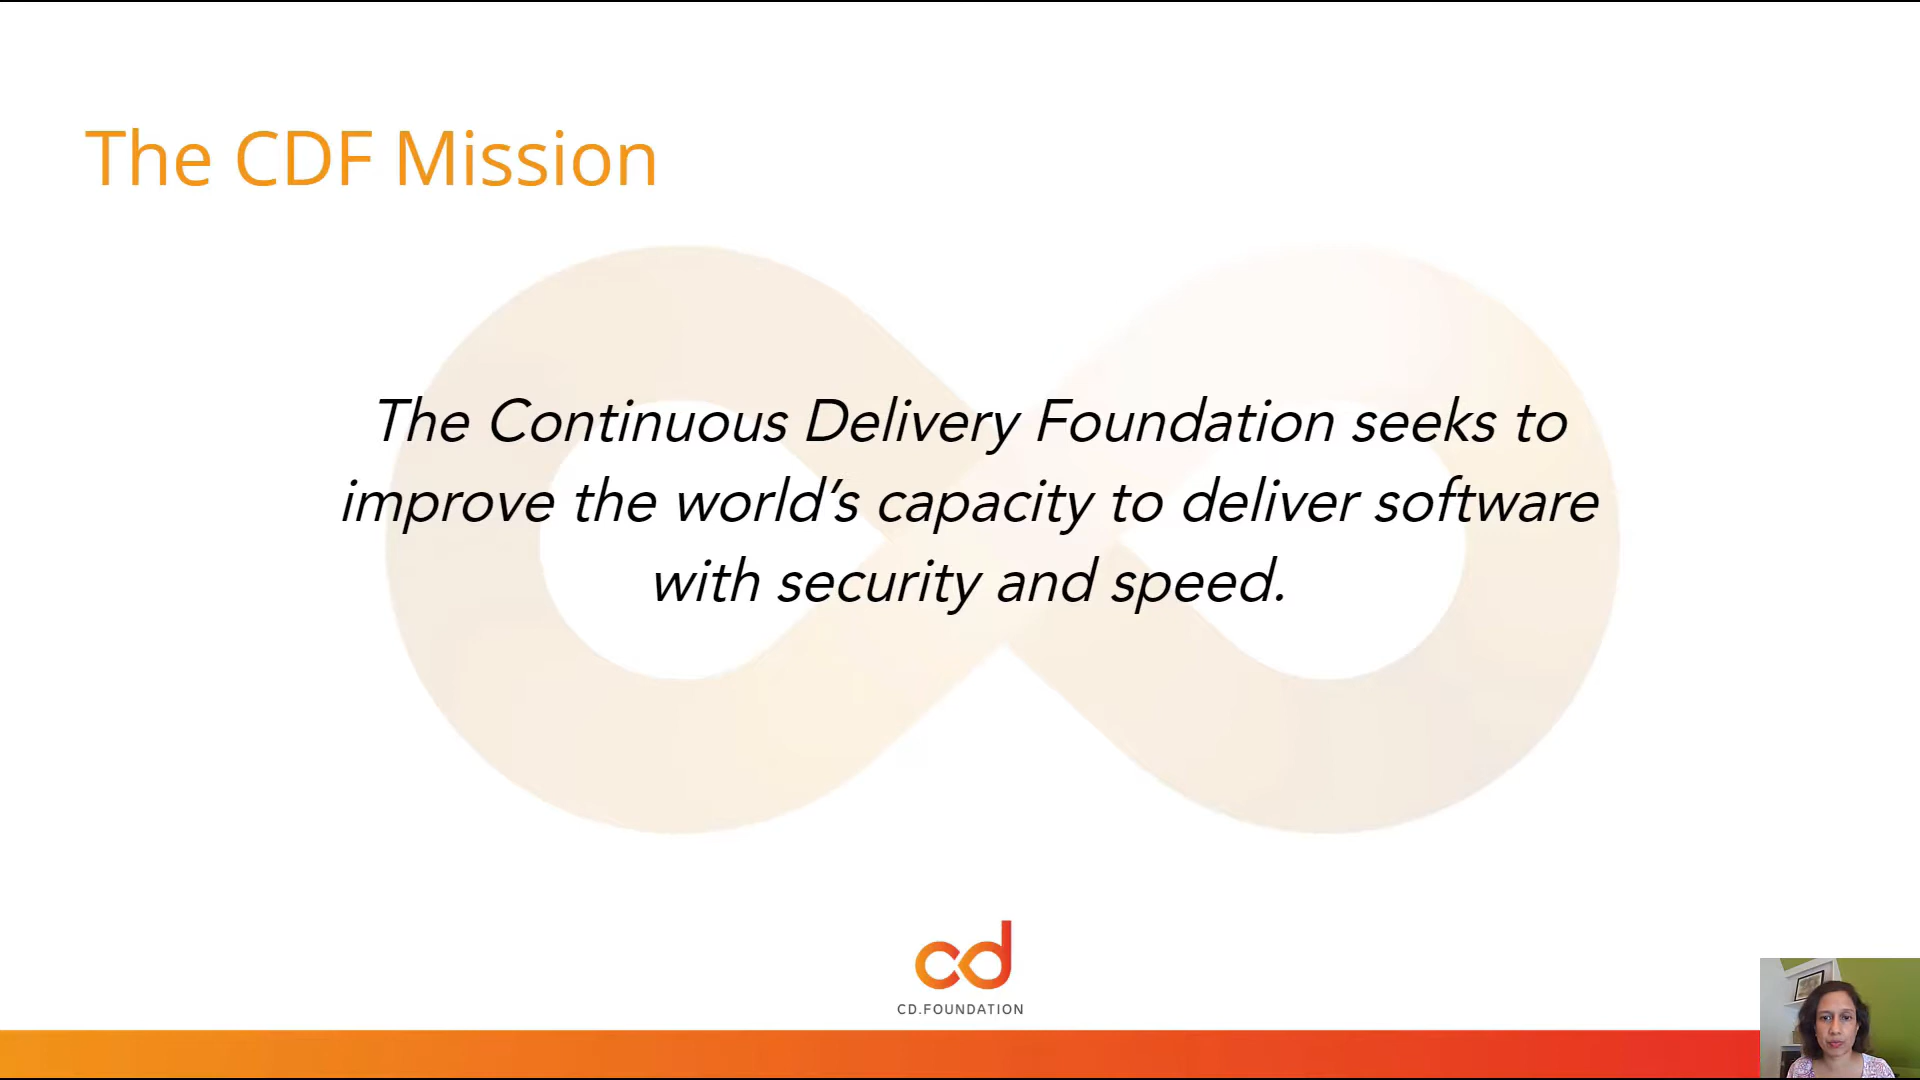 The CDF Mission
The Continuous Delivery Foundation seeks to
improve the world’s capacity to deliver software
with security and speed.
cd
CD.FOUNDATION